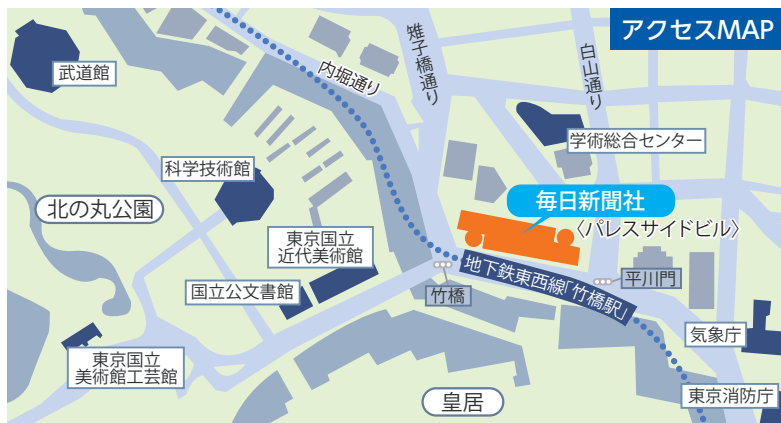 アクセスMAP
武道館
内堀通り
雉子橋通り
白山通り
学術総合センター
科学技術館
北の丸公園
毎日新聞社
〈パレスサイドビル〉
東京国立
近代美術館
地下鉄東西線「竹橋駅」
平川門
国立公文書館
竹橋
気象庁
東京国立
美術館工芸館
皇居
東京消防庁